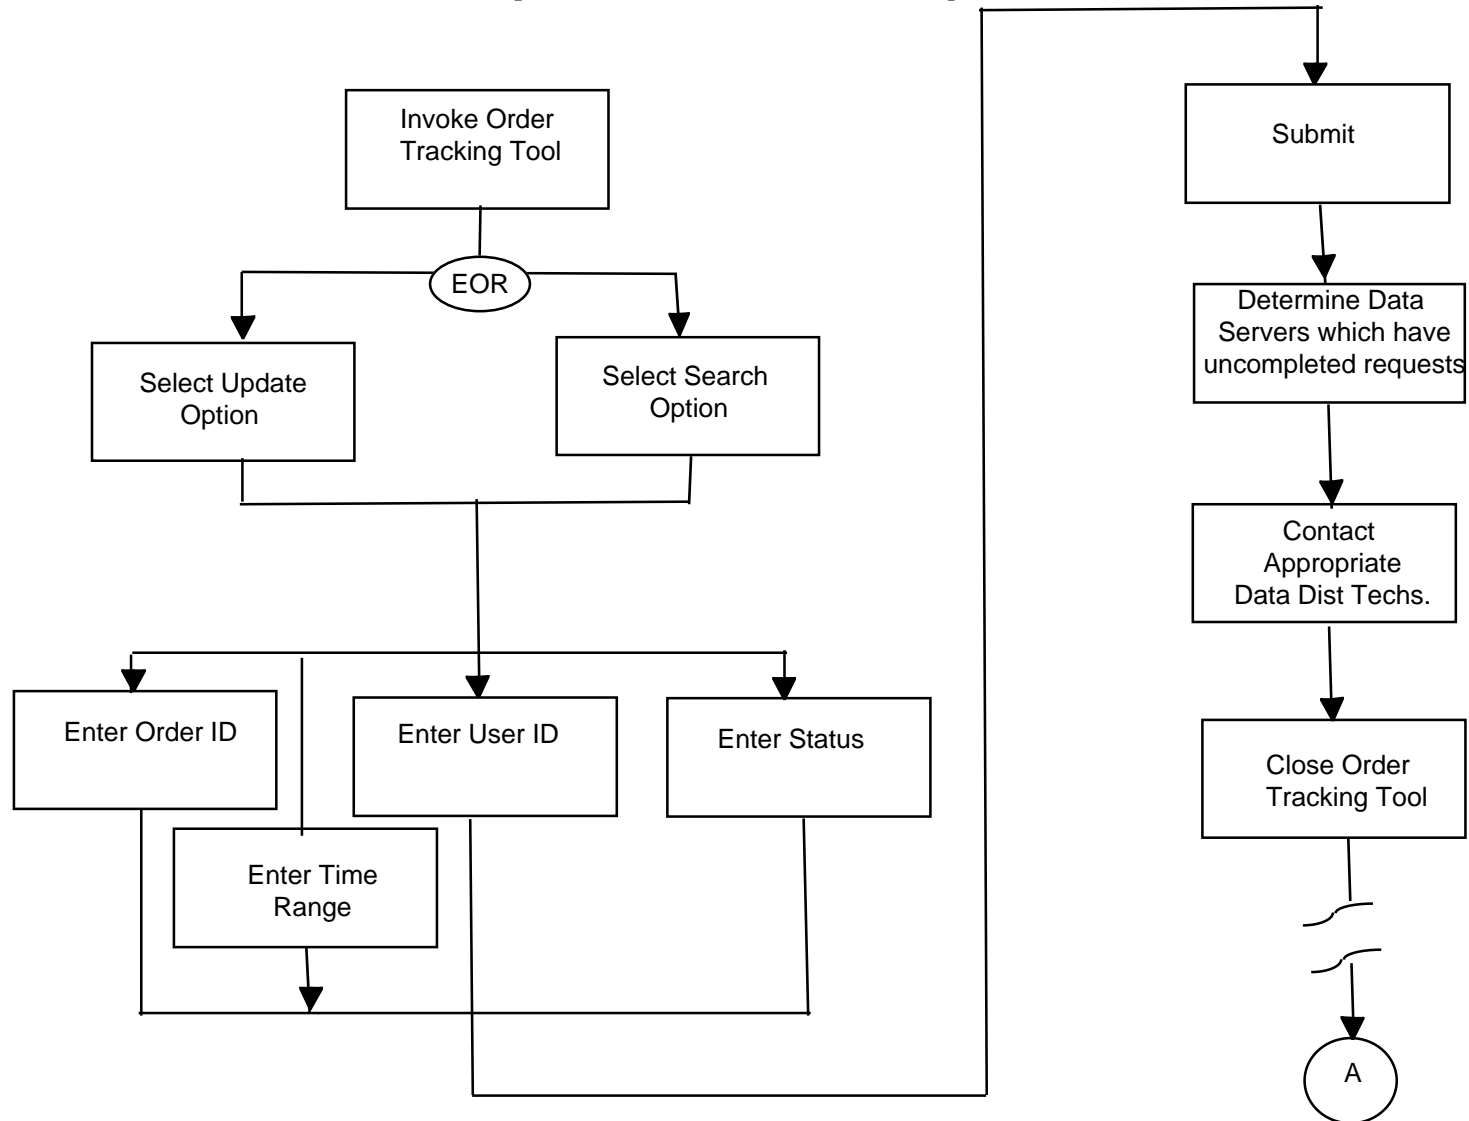 Invoke Order
Tracking Tool
EOR
Select Update
Option
Select Search
Option
Enter Order ID
Enter User ID
Enter Status
Enter Time
Range
Submit
Determine Data
Servers which have
uncompleted requests
Contact
Appropriate
Data Dist Techs.
Close Order
Tracking Tool
A